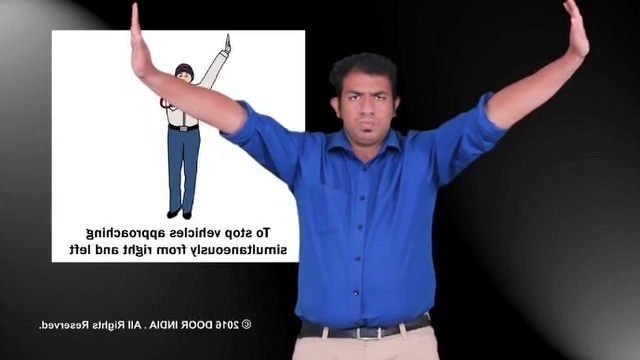 To stop vehicles approaching
simultaneously from right and left
© 2016 DOOR INDIA . All Rights Reserved.